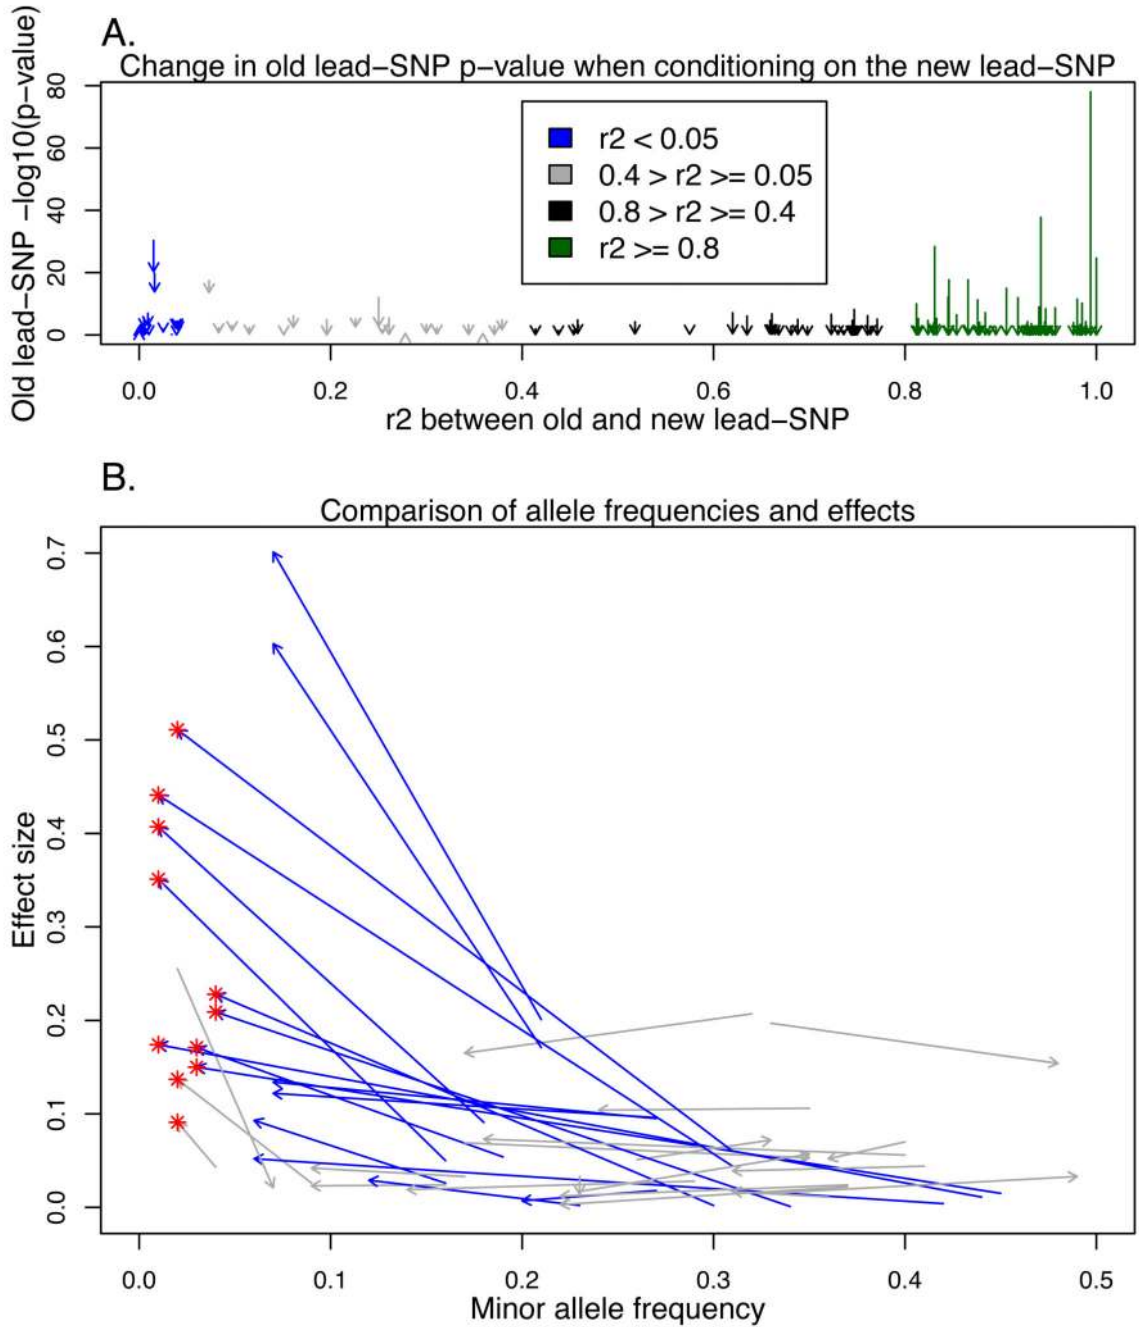 A.
Change in old lead−SNP p−value when conditioning on the new lead−SNP
Old lead−SNP −log10(p−value)
80
60
40
20
0
r2 < 0.05
0.4 > r2 >= 0.05
0.8 > r2 >= 0.4
r2 >= 0.8
0.0 0.2 0.4 0.6 0.8 1.0
r2 between old and new lead−SNP
B.
Comparison of allele frequencies and effects
Effect size
0.7
0.6
0.5
0.4
0.3
0.2
0.1
0.0
0.0 0.1 0.2 0.3 0.4 0.5
Minor allele frequency